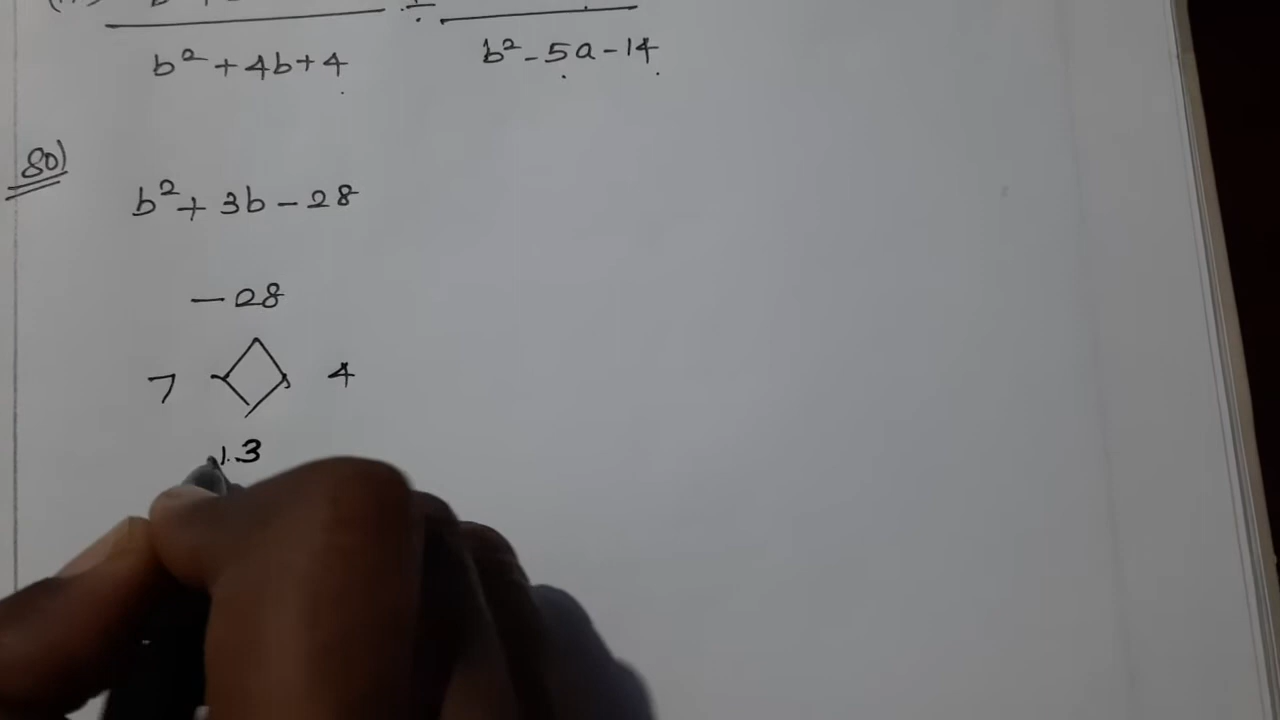 b² + 4b + 4 ÷ b² - 5a - 14
80)
b² + 3b - 28
- 28
7 4
3